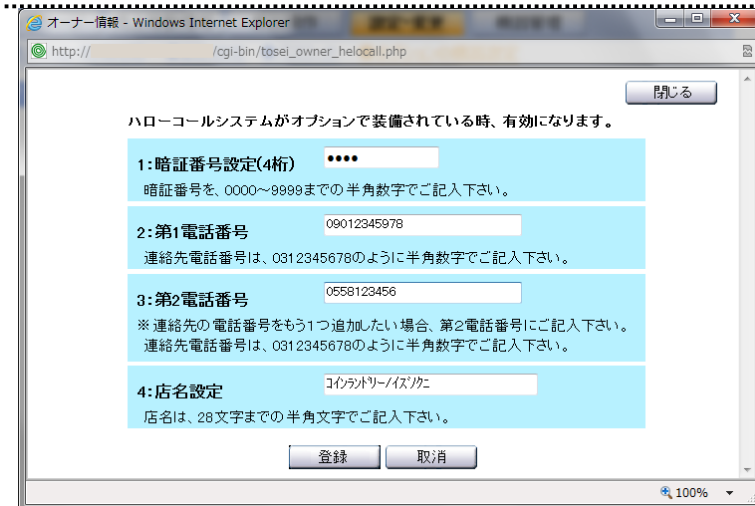 オーナー情報 - Windows Internet Explorer
http:// /cgi-bin/tosei_owner_helocall.php
閉じる
ハローコールシステムがオプションで装備されている時、有効になります。
1:暗証番号設定(4桁) ●●●●
暗証番号を、0000～9999までの半角数字でご記入下さい。
2:第1電話番号 09012345978
連絡先電話番号は、0312345678のように半角数字でご記入下さい。
3:第2電話番号 0558123456
※連絡先の電話番号をもう1つ追加したい場合、第2電話番号にご記入下さい。
連絡先電話番号は、0312345678のように半角数字でご記入下さい。
4:店名設定 ｺｲﾝﾗﾝﾄﾞﾘｰ/ｲｽﾞﾉｸﾆ
店名は、28文字までの半角文字でご記入下さい。
登録 取消
100%